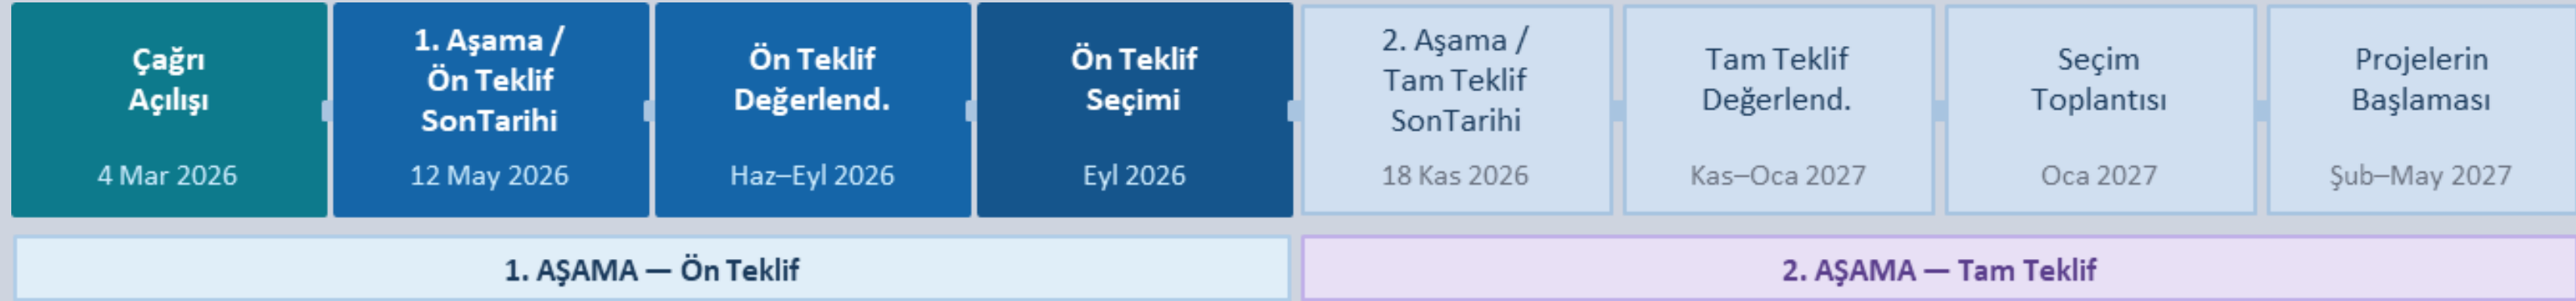 Çağrı
Açılışı
4 Mar 2026
1. Aşama /
Ön Teklif
SonTarihi
12 May 2026
Ön Teklif
Değerlend.
Haz–Eyl 2026
Ön Teklif
Seçimi
Eyl 2026
2. Aşama /
Tam Teklif
SonTarihi
18 Kas 2026
Tam Teklif
Değerlend.
Kas–Oca 2027
Seçim
Toplantısı
Oca 2027
Projelerin
Başlaması
Şub–May 2027
1. AŞAMA — Ön Teklif
2. AŞAMA — Tam Teklif